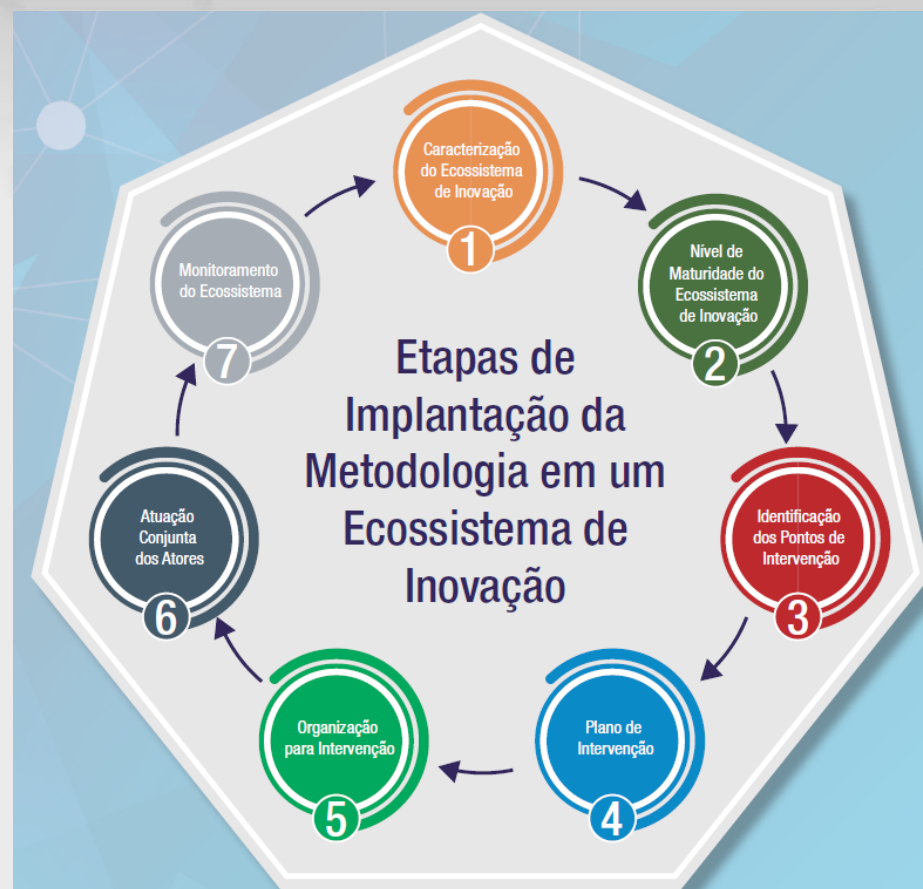 Etapas de
Implantação da
Metodologia em um
Ecossistema de
Inovação
Caracterização
do Ecossistema
de Inovação
1
Nível de
Maturidade do
Ecossistema
de Inovação
2
Identificação
dos Pontos de
Intervenção
3
Plano de
Intervenção
4
Organização
para Intervenção
5
Atuação
Conjunta
dos Atores
6
Monitoramento
do Ecossistema
7